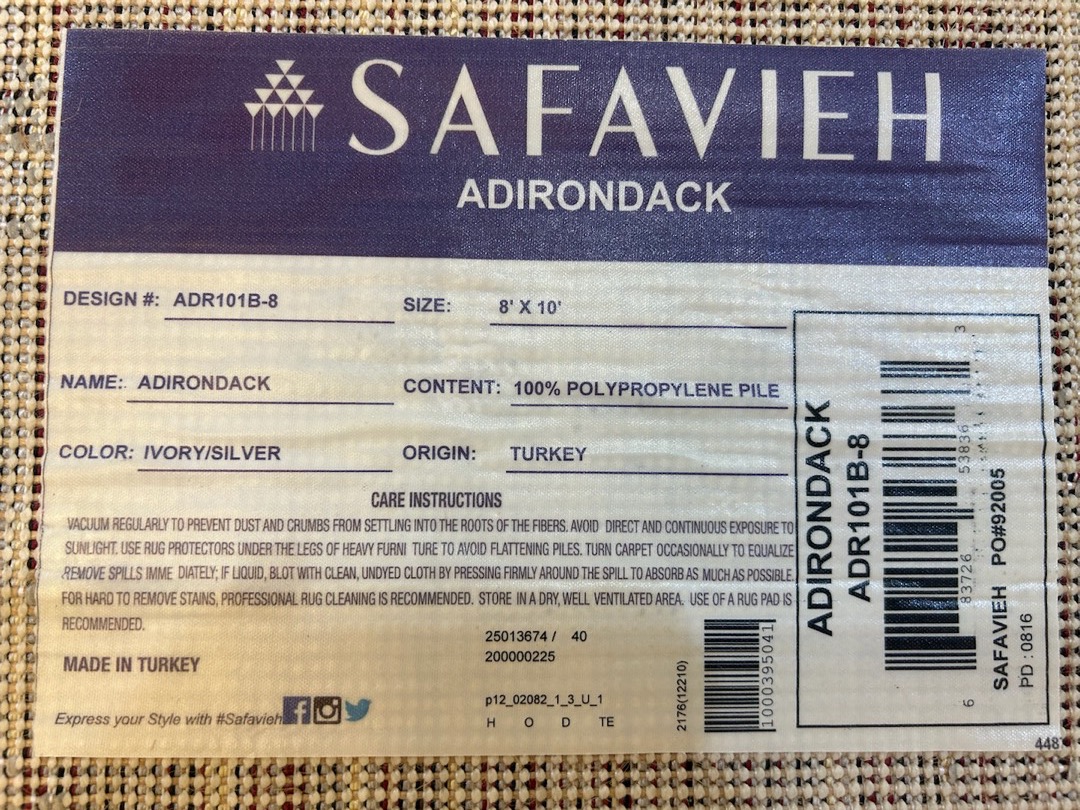 SAFAVIEH
ADIRONDACK
DESIGN #: ADR101B-8
SIZE: 8' X 10'
NAME: ADIRONDACK
CONTENT: 100% POLYPROPYLENE PILE
COLOR: IVORY/SILVER
ORIGIN: TURKEY
CARE INSTRUCTIONS
VACUUM REGULARLY TO PREVENT DUST AND CRUMBS FROM SETTLING INTO THE ROOTS OF THE FIBERS. AVOID DIRECT AND CONTINUOUS EXPOSURE TO
SUNLIGHT. USE RUG PROTECTORS UNDER THE LEGS OF HEAVY FURNI TURE TO AVOID FLATTENING PILES. TURN CARPET OCCASIONALLY TO EQUALIZE
REMOVE SPILLS IMME DIATELY; IF LIQUID, BLOT WITH CLEAN, UNDYED CLOTH BY PRESSING FIRMLY AROUND THE SPILL TO ABSORB AS MUCH AS POSSIBLE.
FOR HARD TO REMOVE STAINS, PROFESSIONAL RUG CLEANING IS RECOMMENDED. STORE IN A DRY, WELL VENTILATED AREA. USE OF A RUG PAD IS
RECOMMENDED.
MADE IN TURKEY
Express your Style with #Safavieh
25013674 / 40
200000225
p12_02082_1_3_U_1
H O D TE
2176(12210)
1000395041
ADIRONDACK
ADR101B-8
6 83726 53836 3
SAFAVIEH PO#92005
PD : 0816
448